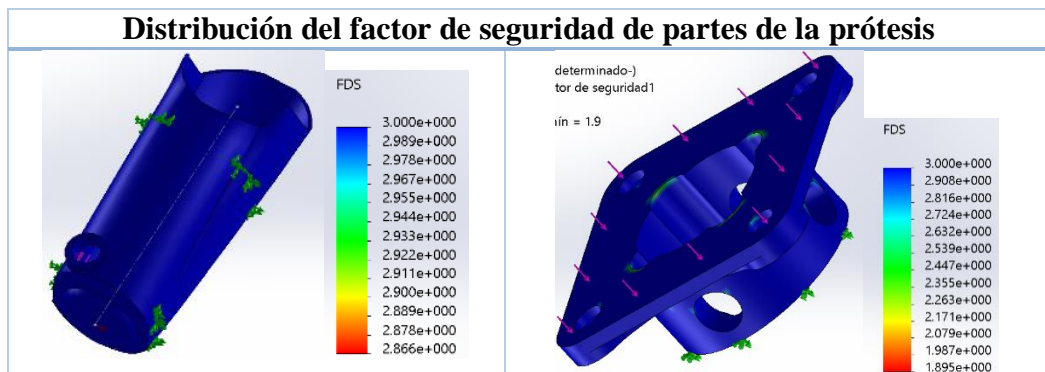 Distribución del factor de seguridad de partes de la prótesis
FDS
3.000e+000
2.989e+000
2.978e+000
2.967e+000
2.955e+000
2.944e+000
2.933e+000
2.922e+000
2.911e+000
2.900e+000
2.889e+000
2.878e+000
2.866e+000
determinado-)
tor de seguridad1
ín = 1.9
FDS
3.000e+000
2.908e+000
2.816e+000
2.724e+000
2.632e+000
2.539e+000
2.447e+000
2.355e+000
2.263e+000
2.171e+000
2.079e+000
1.987e+000
1.895e+000